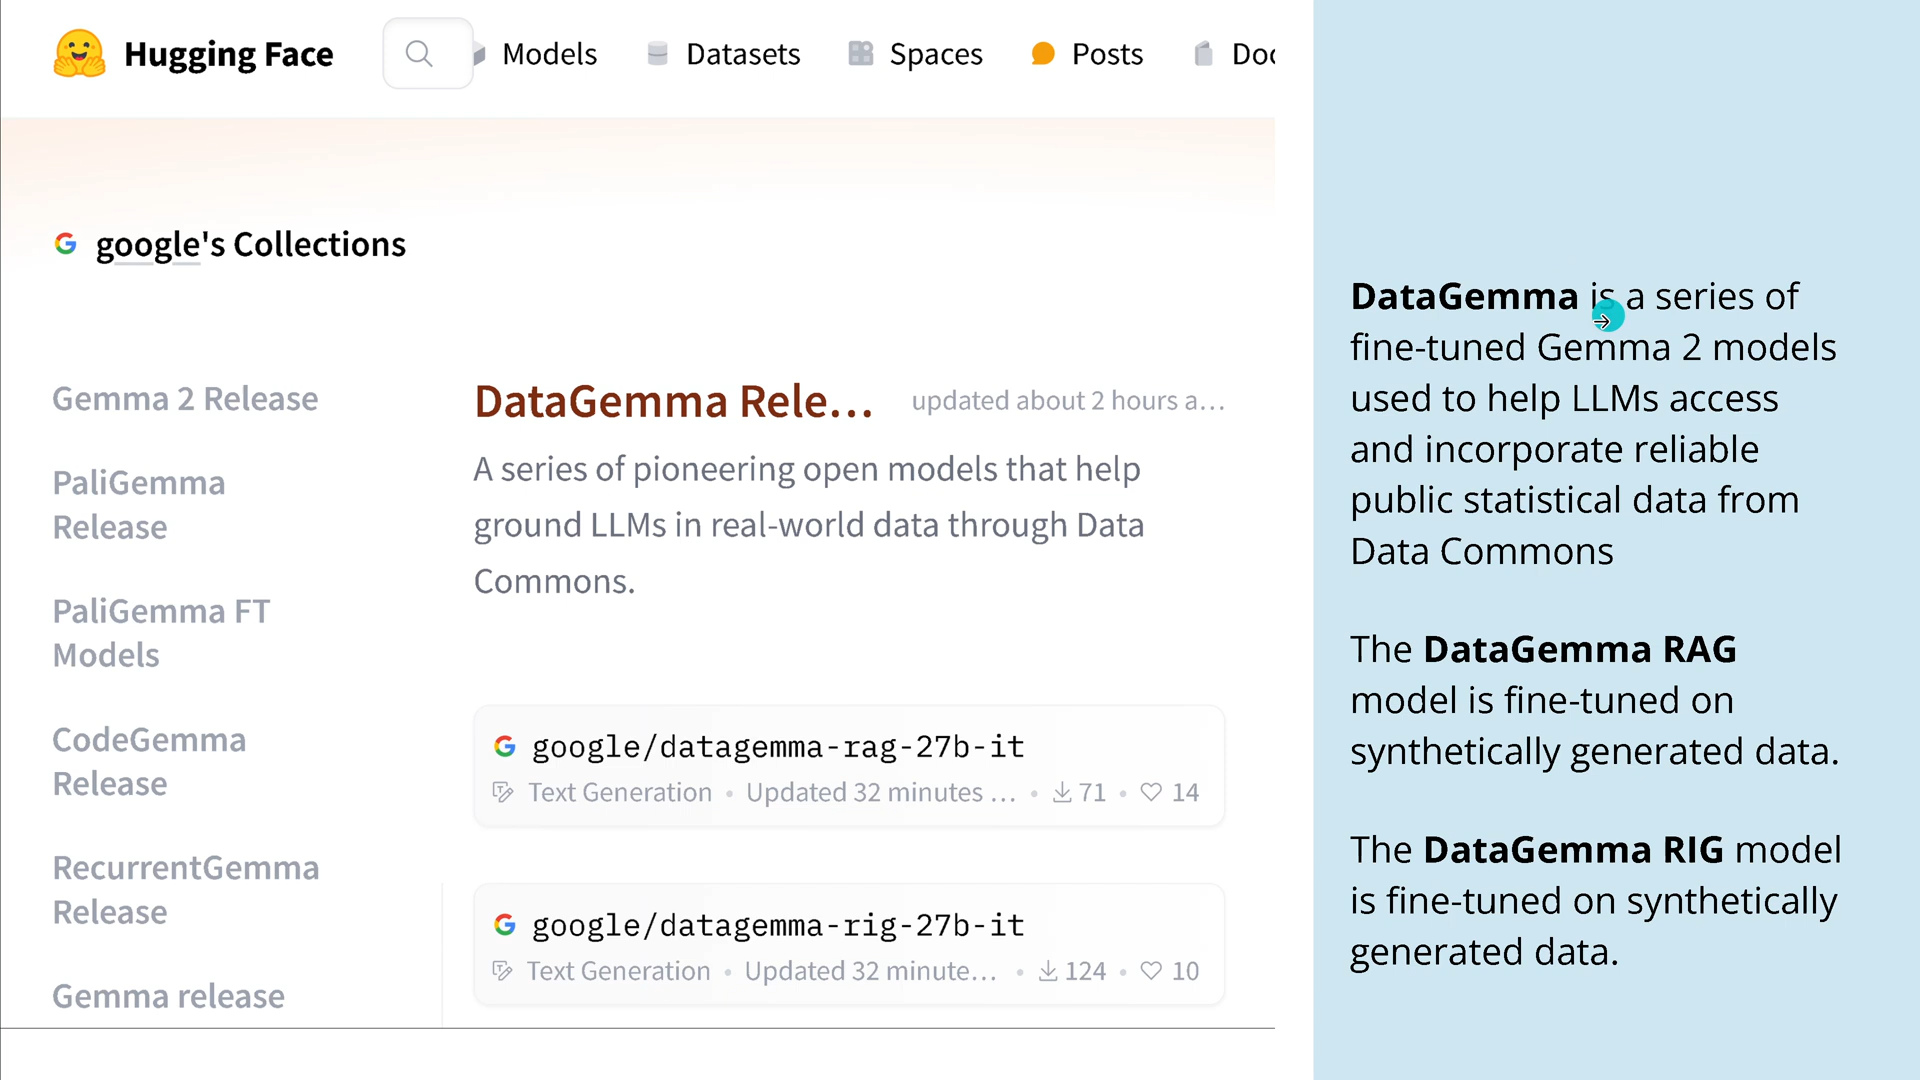 Hugging Face
Models
Datasets
Spaces
Posts
Doc
google's Collections
Gemma 2 Release
PaliGemma
Release
PaliGemma FT
Models
CodeGemma
Release
RecurrentGemma
Release
Gemma release
DataGemma Rele...
updated about 2 hours a...
A series of pioneering open models that help
ground LLMs in real-world data through Data
Commons.
google/datagemma-rag-27b-it
Text Generation • Updated 32 minutes ... • 71 • 14
google/datagemma-rig-27b-it
Text Generation • Updated 32 minute... • 124 • 10
DataGemma is a series of
fine-tuned Gemma 2 models
used to help LLMs access
and incorporate reliable
public statistical data from
Data Commons
The DataGemma RAG
model is fine-tuned on
synthetically generated data.
The DataGemma RIG model
is fine-tuned on synthetically
generated data.